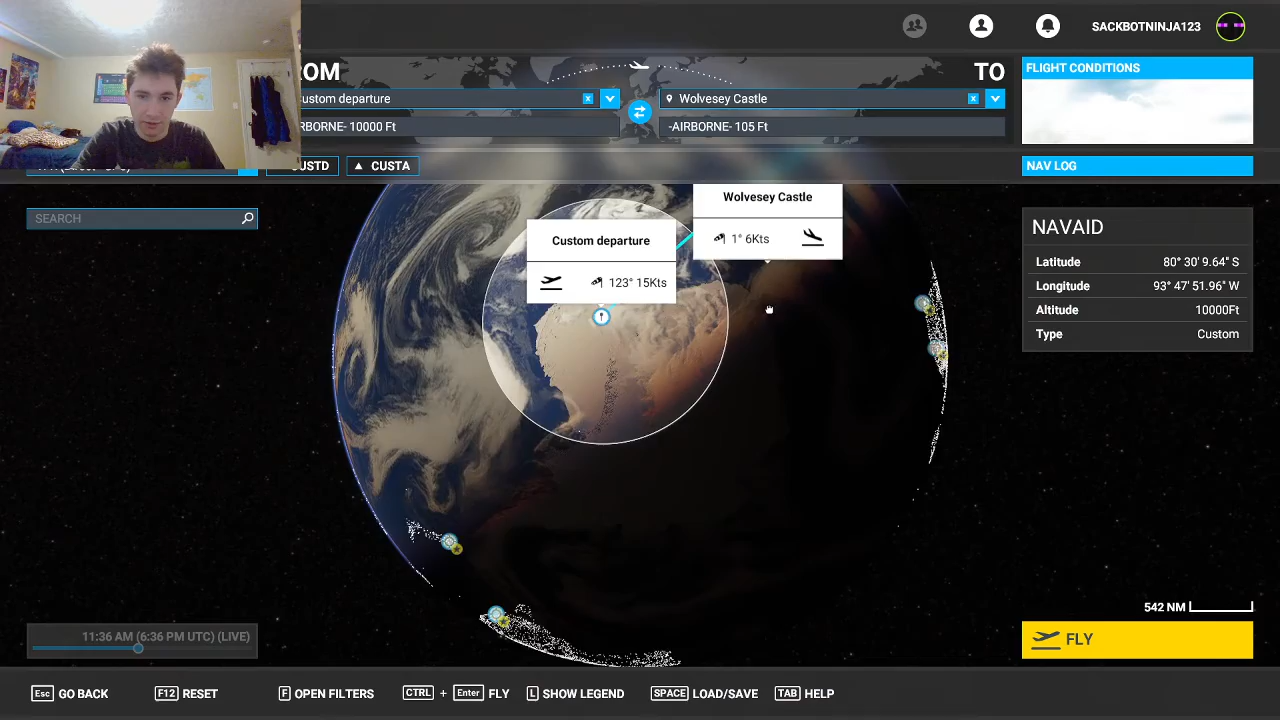 SACKBOTNINJA123
ROM
TO
FLIGHT CONDITIONS
ustom departure
x
Wolvesey Castle
x
RBORNE- 10000 Ft
-AIRBORNE- 105 Ft
CUSTD
CUSTA
NAV LOG
SEARCH
Wolvesey Castle
1° 6Kts
Custom departure
123° 15Kts
NAVAID
Latitude 80° 30' 9.64" S
Longitude 93° 47' 51.96" W
Altitude 10000Ft
Type Custom
542 NM
11:36 AM (6:36 PM UTC) (LIVE)
FLY
Esc GO BACK
F12 RESET
F OPEN FILTERS
CTRL + Enter FLY
L SHOW LEGEND
SPACE LOAD/SAVE
TAB HELP